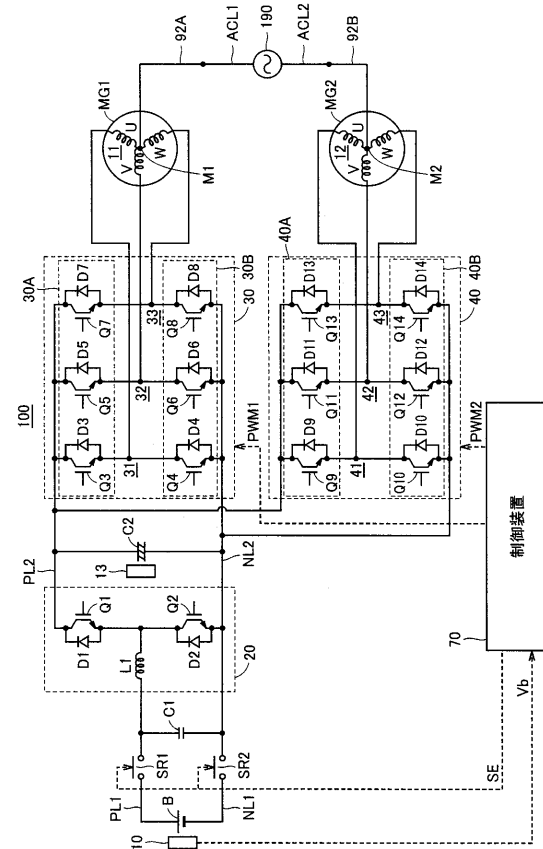 100
PL1
B
10
NL1
SR1
SR2
C1
L1
D1
Q1
D2
Q2
20
PL2
13
C2
NL2
30A
Q3
D3
Q5
D5
Q7
D7
31
32
33
Q4
D4
Q6
D6
Q8
D8
30B
30
PWM1
40A
Q9
D9
Q11
D11
Q13
D13
41
42
43
Q10
D10
Q12
D12
Q14
D14
40B
40
PWM2
MG1
U
11
V
W
M1
MG2
U
12
V
W
M2
92A
ACL1
190
ACL2
92B
SE
Vb
70
制御装置